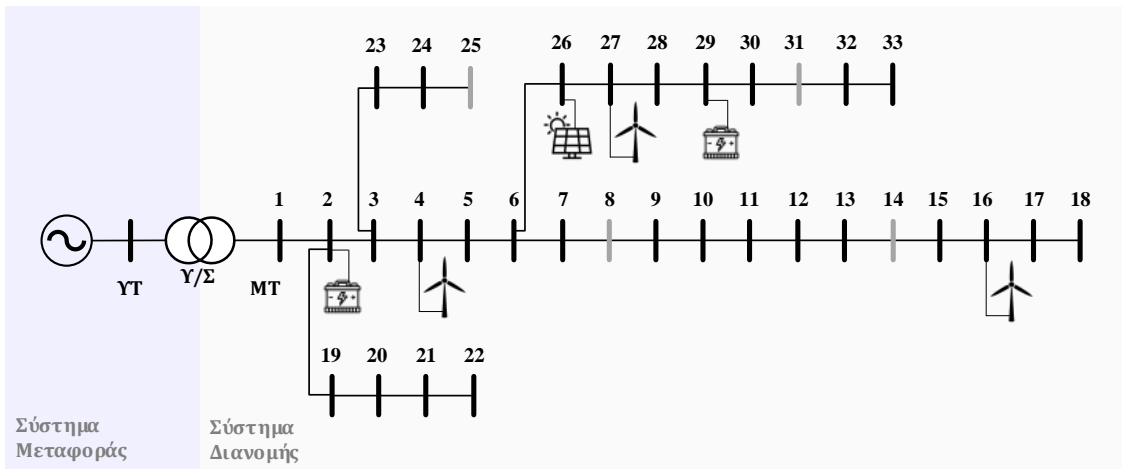 23 24 25 26 27 28 29 30 31 32 33
1 2 3 4 5 6 7 8 9 10 11 12 13 14 15 16 17 18
ΥΤ Υ/Σ ΜΤ
19 20 21 22
Σύστημα
Μεταφοράς
Σύστημα
Διανομής